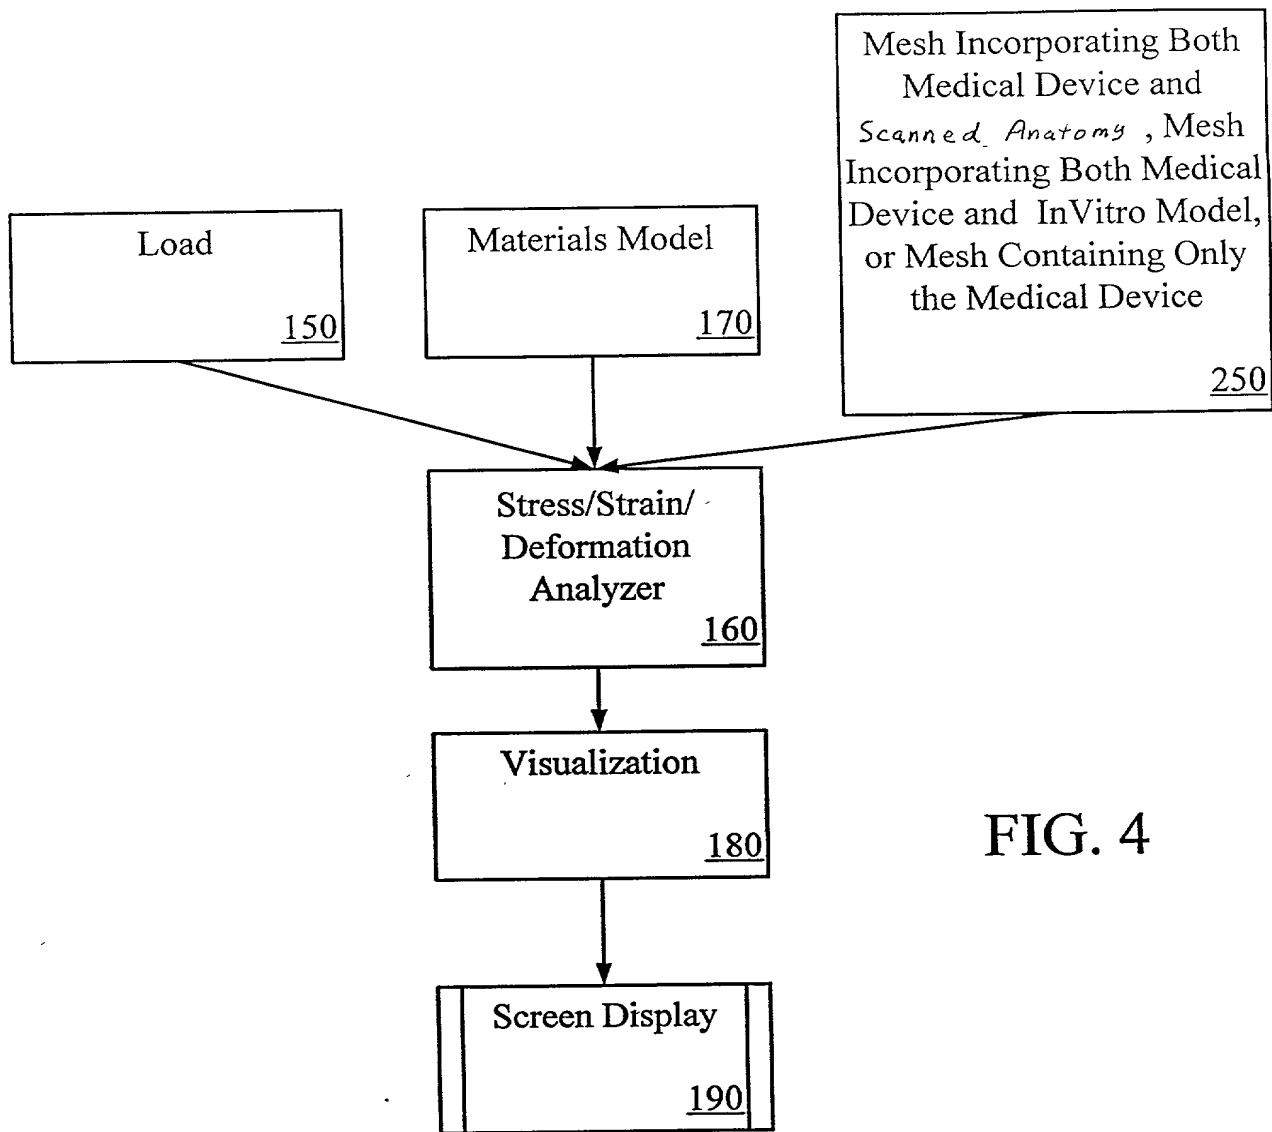 Mesh Incorporating Both
Medical Device and
Scanned Anatomy , Mesh
Incorporating Both Medical
Device and InVitro Model,
or Mesh Containing Only
the Medical Device
250
Load
150
Materials Model
170
Stress/Strain/
Deformation
Analyzer
160
Visualization
180
FIG. 4
Screen Display
190